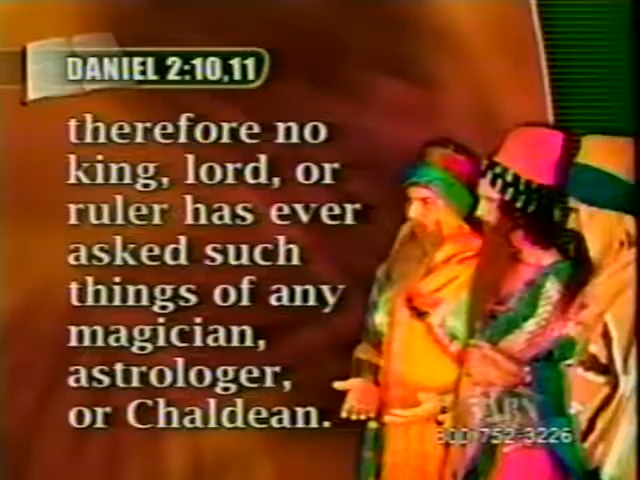 DANIEL 2:10,11
therefore no
king, lord, or
ruler has ever
asked such
things of any
magician,
astrologer,
or Chaldean.
800-752-3226